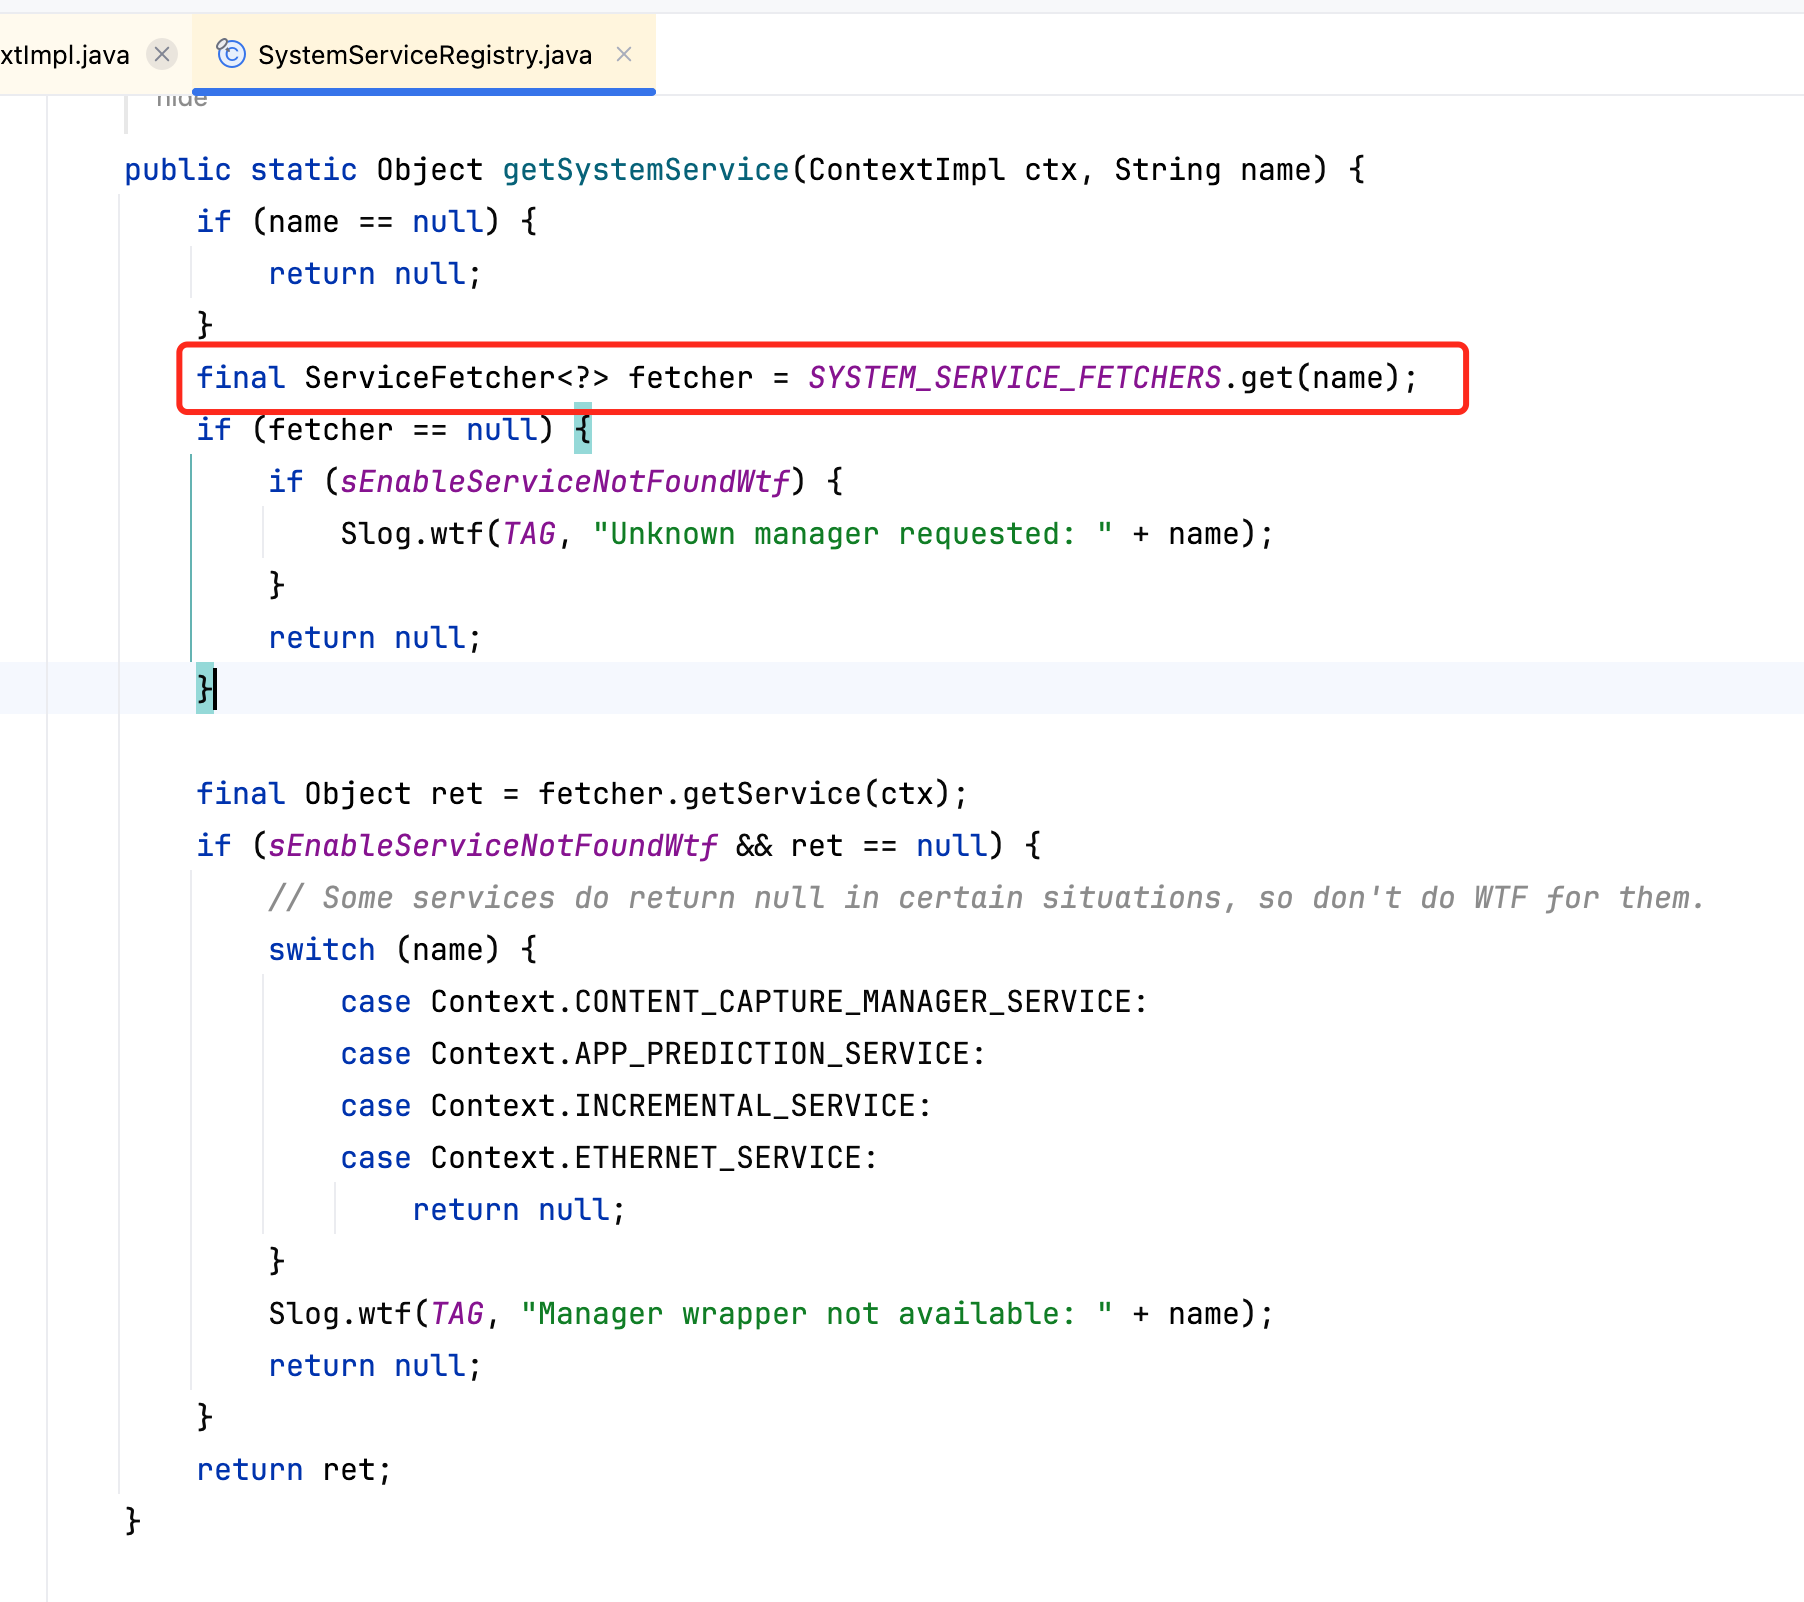 xtImpl.java SystemServiceRegistry.java
hide
public static Object getSystemService(ContextImpl ctx, String name) {
if (name == null) {
return null;
}
final ServiceFetcher<?> fetcher = SYSTEM_SERVICE_FETCHERS.get(name);
if (fetcher == null) {
if (sEnableServiceNotFoundWtf) {
Slog.wtf(TAG, "Unknown manager requested: " + name);
}
return null;
}
final Object ret = fetcher.getService(ctx);
if (sEnableServiceNotFoundWtf && ret == null) {
// Some services do return null in certain situations, so don't do WTF for them.
switch (name) {
case Context.CONTENT_CAPTURE_MANAGER_SERVICE:
case Context.APP_PREDICTION_SERVICE:
case Context.INCREMENTAL_SERVICE:
case Context.ETHERNET_SERVICE:
return null;
}
Slog.wtf(TAG, "Manager wrapper not available: " + name);
return null;
}
return ret;
}